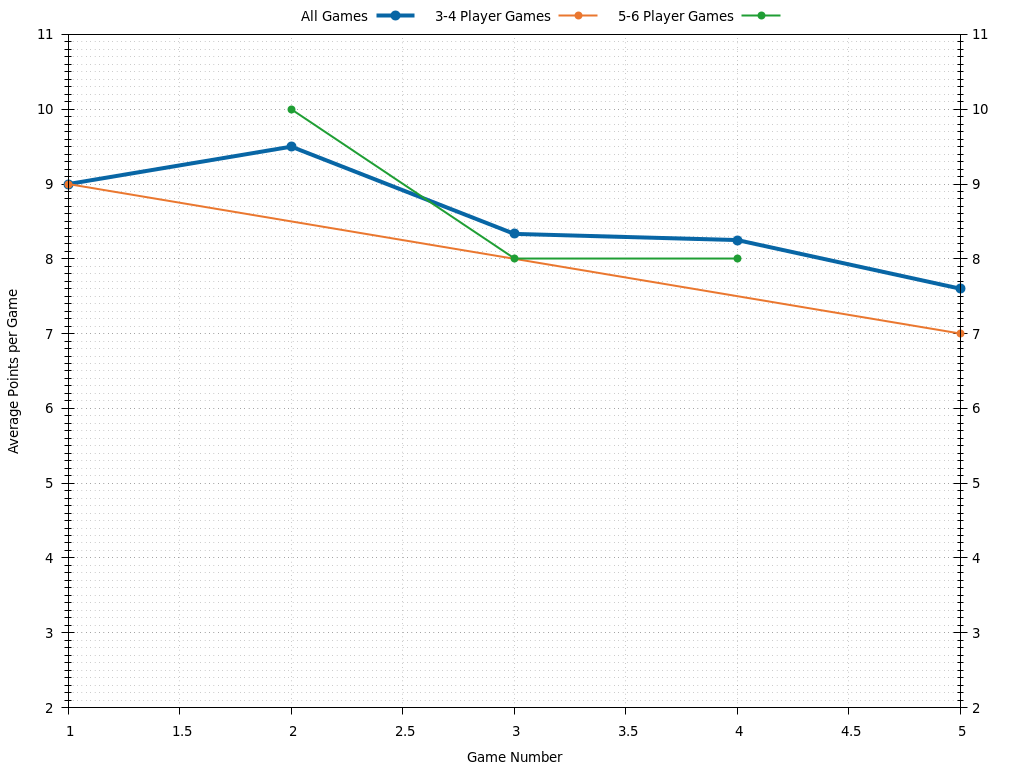 All Games 3-4 Player Games 5-6 Player Games
11 11
10 10
9 9
8 8
7 7
6 6
5 5
4 4
3 3
2 2
Average Points per Game
1 1.5 2 2.5 3 3.5 4 4.5 5
Game Number